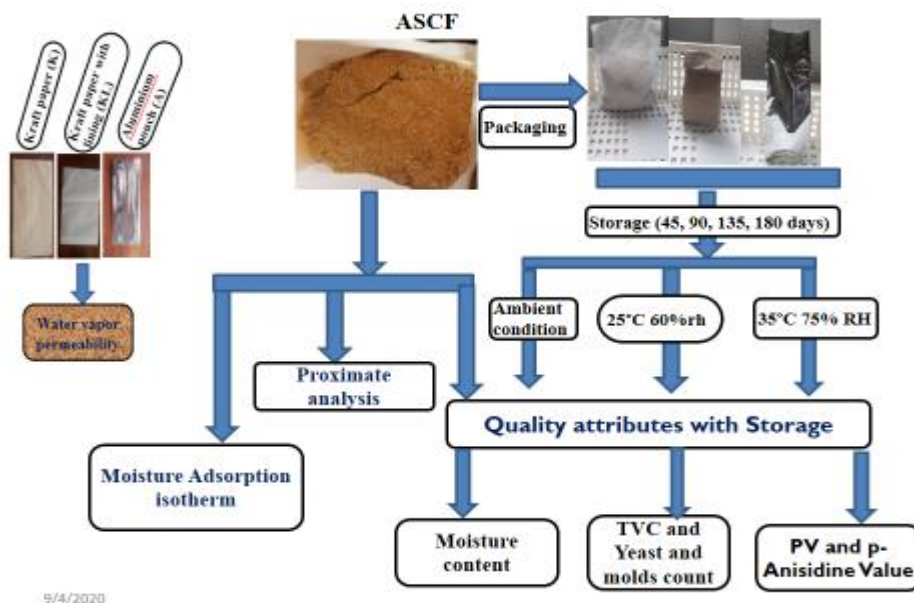 ASCF
Kraft paper (K)
Kraft paper with
lining (KL)
Aluminium
pouch (A)
Packaging
Storage (45, 90, 135, 180 days)
Water vapor
permeability
Ambient
condition
25°C 60%rh
35°C 75% RH
Proximate
analysis
Quality attributes with Storage
Moisture Adsorption
isotherm
Moisture
content
TVC and
Yeast and
molds count
PV and p-
Anisidine Value
9/4/2020